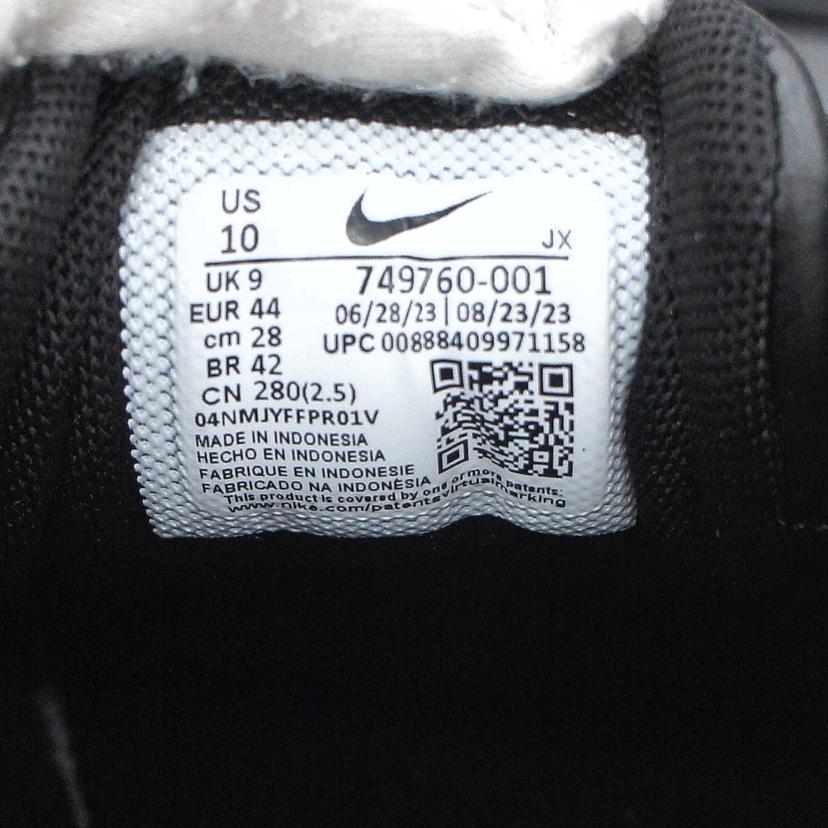 US
10
JX
UK 9
749760-001
EUR 44
06/28/23 | 08/23/23
cm 28
UPC 00888409971158
BR 42
CN 280(2.5)
04NMJYFFPR01V
MADE IN INDONESIA
HECHO EN INDONESIA
FABRIQUE EN INDONESIE
FABRICADO NA INDONÉSIA
This product is covered by one or more patents:
www.nike.com/patentsvirtualmarking